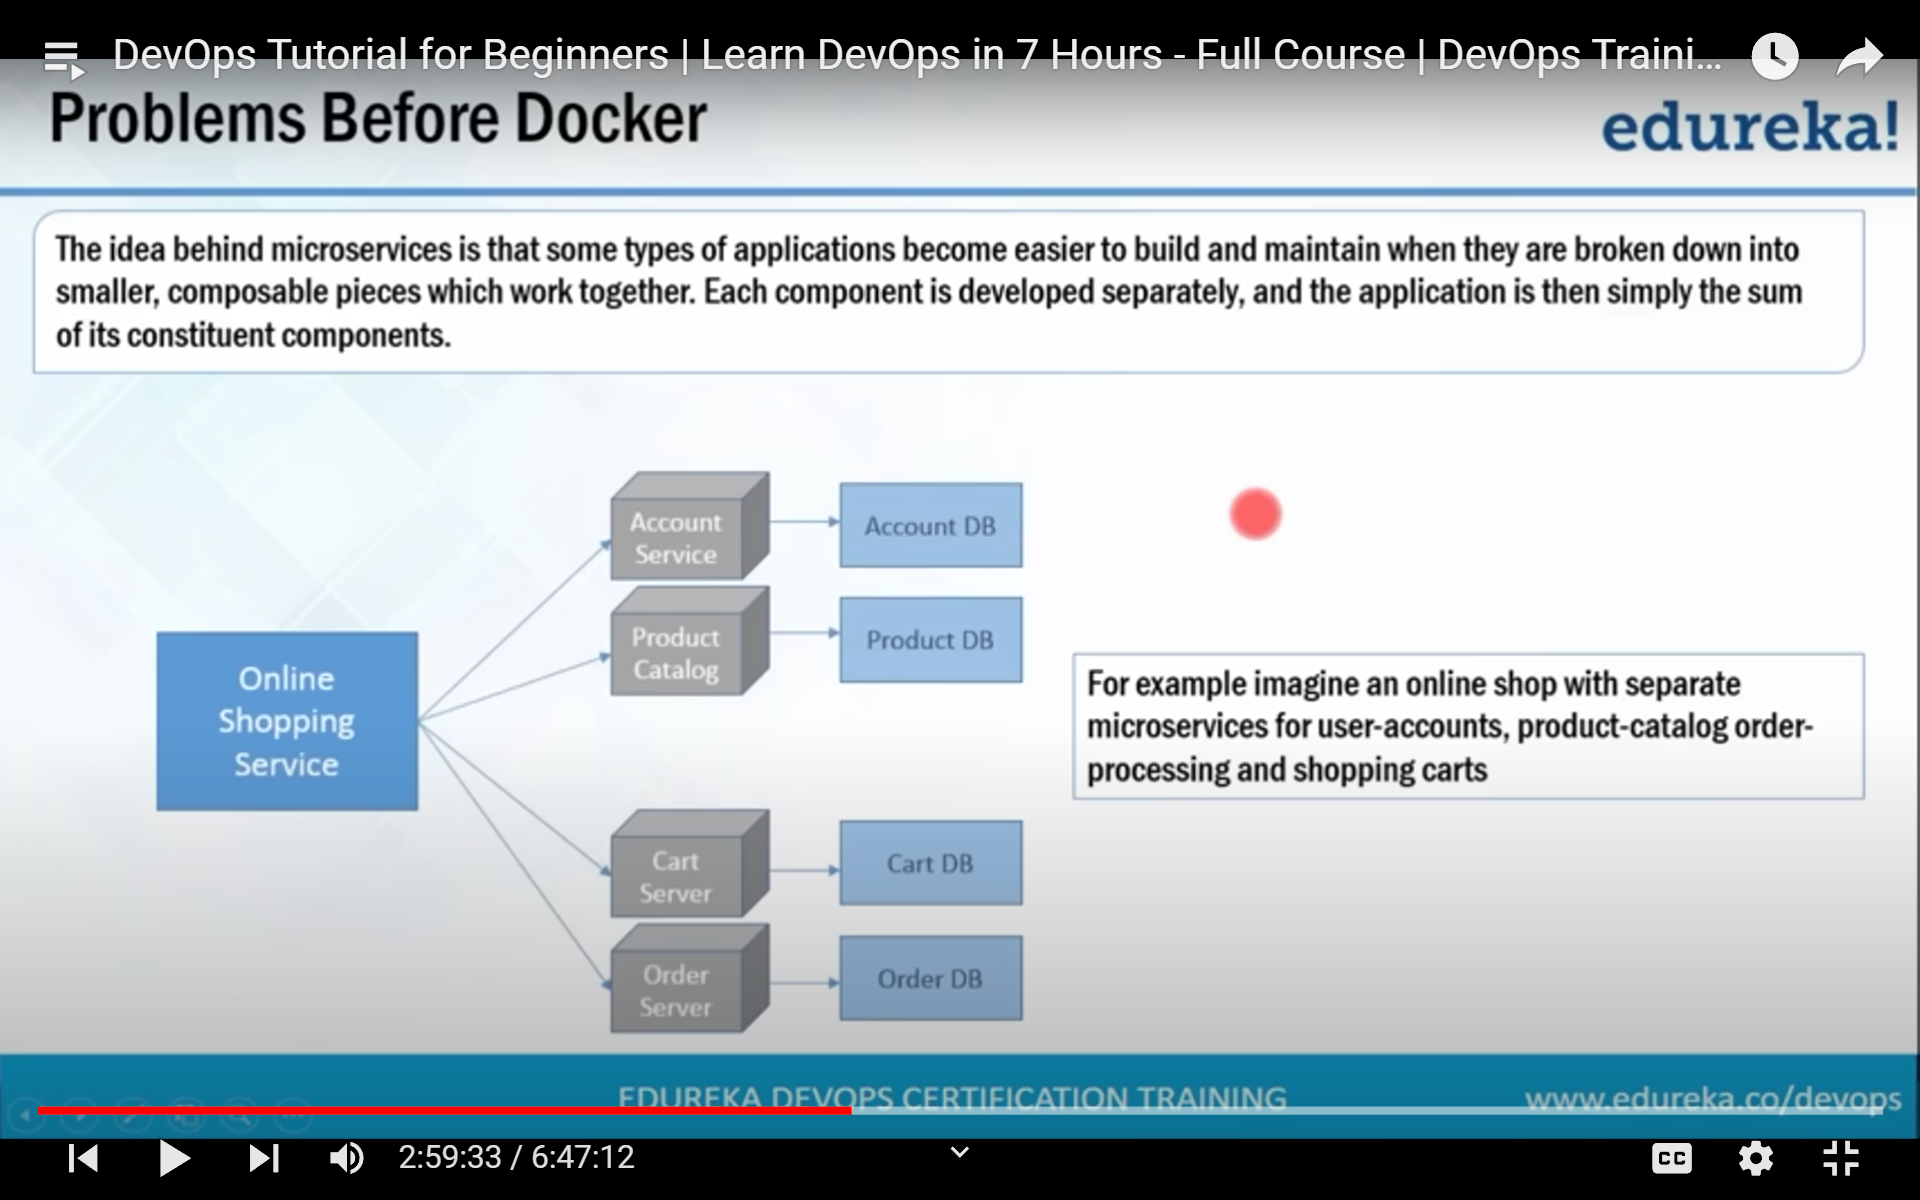 DevOps Tutorial for Beginners | Learn DevOps in 7 Hours - Full Course | DevOps Traini...
Problems Before Docker
edureka!
The idea behind microservices is that some types of applications become easier to build and maintain when they are broken down into
smaller, composable pieces which work together. Each component is developed separately, and the application is then simply the sum
of its constituent components.
Account
Service
Account DB
Product
Catalog
Product DB
Online
Shopping
Service
For example imagine an online shop with separate
microservices for user-accounts, product-catalog order-
processing and shopping carts
Cart
Server
Cart DB
Order
Server
Order DB
EDUREKA DEVOPS CERTIFICATION TRAINING
www.edureka.co/devops
2:59:33 / 6:47:12
CC